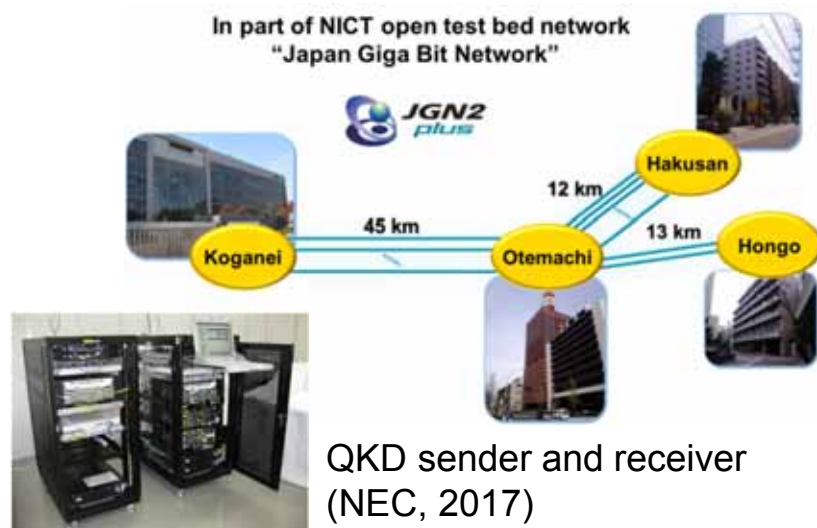 In part of NICT open test bed network
“Japan Giga Bit Network”
JGN2
plus
Hakusan
12 km
45 km
13 km
Koganei
Otemachi
Hongo
QKD sender and receiver
(NEC, 2017)